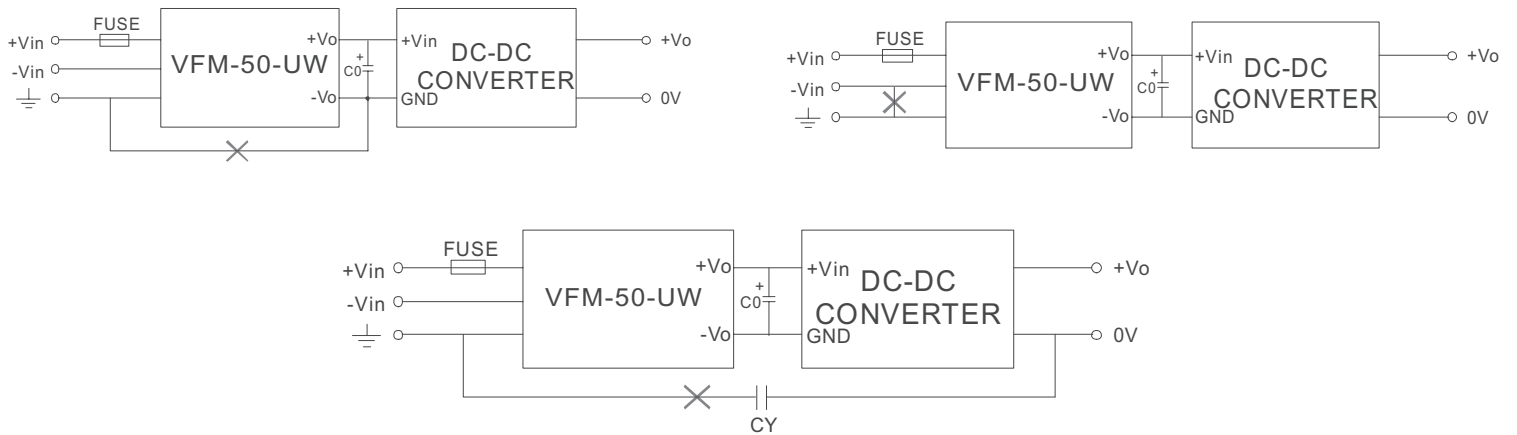 FUSE
+Vin
-Vin
VFM-50-UW
+Vo
-Vo
+
C0
+Vin
GND
DC-DC
CONVERTER
+Vo
0V
FUSE
+Vin
-Vin
VFM-50-UW
+Vo
-Vo
+
C0
+Vin
GND
DC-DC
CONVERTER
+Vo
0V
FUSE
+Vin
-Vin
VFM-50-UW
+Vo
-Vo
+
C0
+Vin
GND
DC-DC
CONVERTER
+Vo
0V
CY